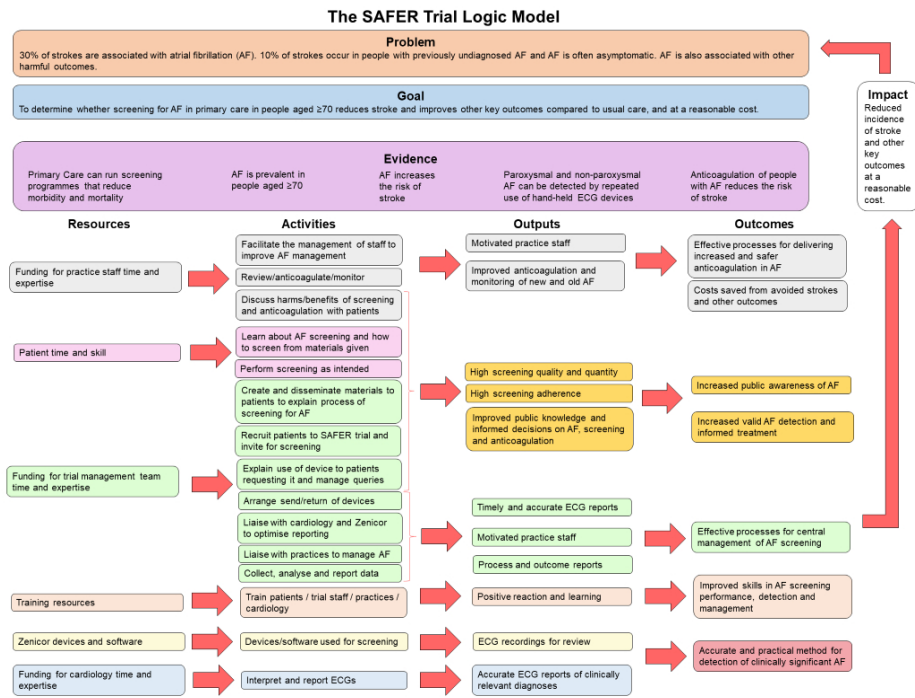 The SAFER Trial Logic Model
Problem
30% of strokes are associated with atrial fibrillation (AF). 10% of strokes occur in people with previously undiagnosed AF and AF is often asymptomatic. AF is also associated with other
harmful outcomes.
Goal
To determine whether screening for AF in primary care in people aged ≥70 reduces stroke and improves other key outcomes compared to usual care, and at a reasonable cost.
Impact
Reduced
incidence
of stroke
and other
key
outcomes
at a
reasonable
cost.
Evidence
Primary Care can run screening
programmes that reduce
morbidity and mortality
AF is prevalent in
people aged ≥70
AF increases
the risk of
stroke
Paroxysmal and non-paroxysmal
AF can be detected by repeated
use of hand-held ECG devices
Anticoagulation of people
with AF reduces the risk
of stroke
Resources
Activities
Outputs
Outcomes
Funding for practice staff time and
expertise
Facilitate the management of staff to
improve AF management
Review/anticoagulate/monitor
Discuss harms/benefits of screening
and anticoagulation with patients
Motivated practice staff
Improved anticoagulation and
monitoring of new and old AF
Effective processes for delivering
increased and safer
anticoagulation in AF
Costs saved from avoided strokes
and other outcomes
Patient time and skill
Learn about AF screening and how
to screen from materials given
Perform screening as intended
Create and disseminate materials to
patients to explain process of
screening for AF
Recruit patients to SAFER trial and
invite for screening
High screening quality and quantity
High screening adherence
Improved public knowledge and
informed decisions on AF, screening
and anticoagulation
Increased public awareness of AF
Increased valid AF detection and
informed treatment
Funding for trial management team
time and expertise
Explain use of device to patients
requesting it and manage queries
Arrange send/return of devices
Liaise with cardiology and Zenicor
to optimise reporting
Liaise with practices to manage AF
Collect, analyse and report data
Timely and accurate ECG reports
Motivated practice staff
Process and outcome reports
Effective processes for central
management of AF screening
Training resources
Train patients / trial staff / practices /
cardiology
Positive reaction and learning
Improved skills in AF screening
performance, detection and
management
Zenicor devices and software
Devices/software used for screening
ECG recordings for review
Accurate and practical method for
detection of clinically significant AF
Funding for cardiology time and
expertise
Interpret and report ECGs
Accurate ECG reports of clinically
relevant diagnoses